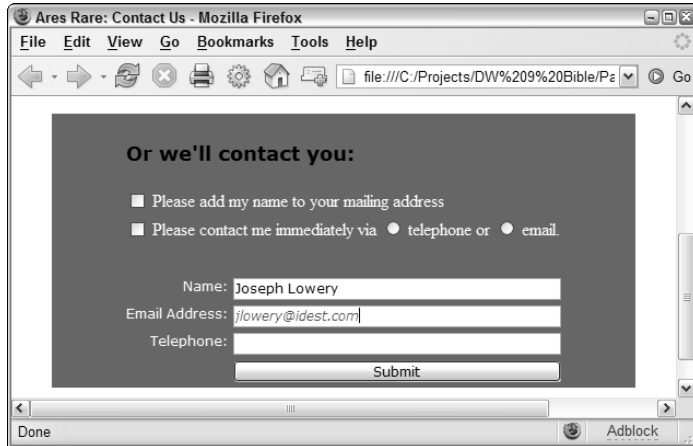 Ares Rare: Contact Us - Mozilla Firefox
File Edit View Go Bookmarks Tools Help
file:///C:/Projects/DW%209%20Bible/Pa Go
Or we'll contact you:
Please add my name to your mailing address
Please contact me immediately via telephone or email.
Name: Joseph Lowery
Email Address: jlowery@idest.com
Telephone:
Submit
Done Adblock